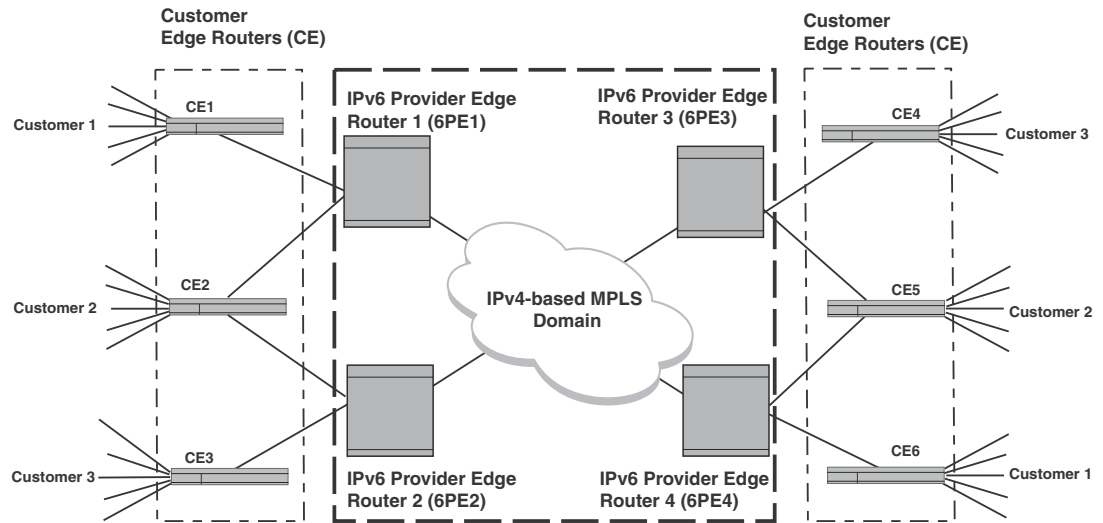 Customer
Edge Routers (CE)
Customer
Edge Routers (CE)
CE1
Customer 1
IPv6 Provider Edge
Router 1 (6PE1)
IPv6 Provider Edge
Router 3 (6PE3)
CE4
Customer 3
CE2
Customer 2
IPv4-based MPLS
Domain
CE5
Customer 2
CE3
Customer 3
IPv6 Provider Edge
Router 2 (6PE2)
IPv6 Provider Edge
Router 4 (6PE4)
CE6
Customer 1